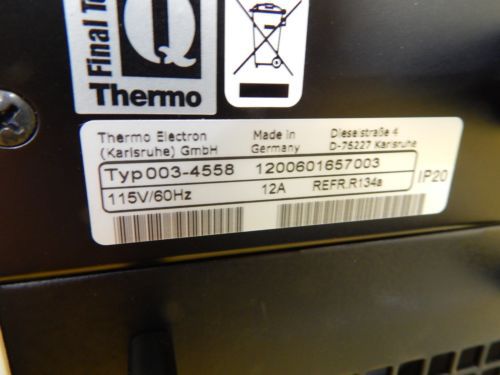 Final Te
Q
Thermo
Thermo Electron
(Karlsruhe) GmbH
Made in
Germany
Dieselstraße 4
D-76227 Karlsruhe
Typ 003-4558 1200601657003
115V/60Hz 12A REFR.R134a
IP20